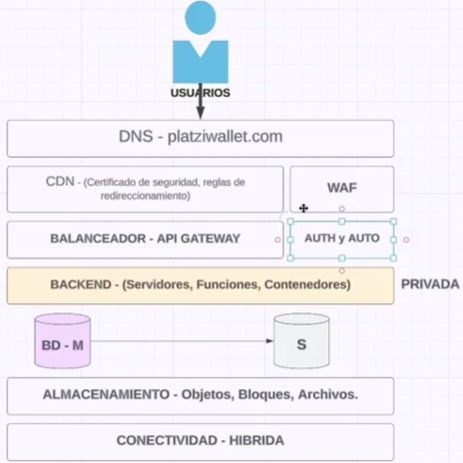 USUARIOS
DNS - platziwallet.com
CDN - (Certificado de seguridad, reglas de
redireccionamiento)
WAF
BALANCEADOR - API GATEWAY
AUTH y AUTO
BACKEND - (Servidores, Funciones, Contenedores)
PRIVADA
BD - M
S
ALMACENAMIENTO - Objetos, Bloques, Archivos.
CONECTIVIDAD - HIBRIDA